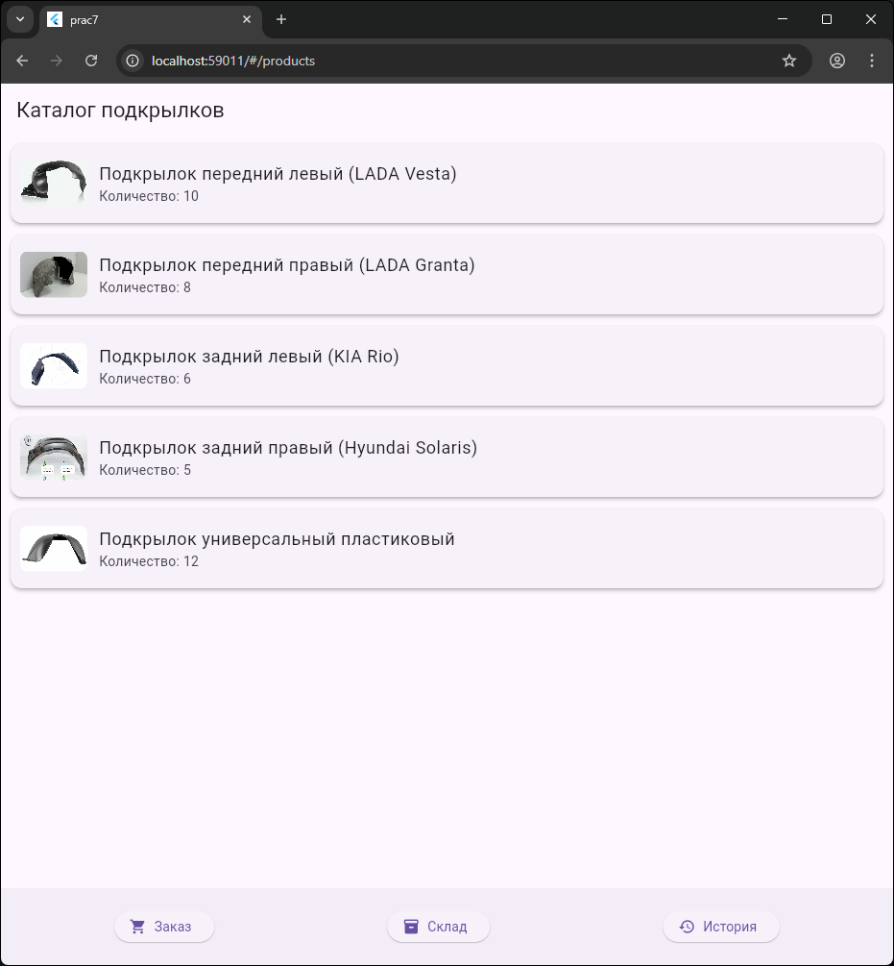 prac7
localhost:59011/#/products
Каталог подкрылков
Подкрылок передний левый (LADA Vesta)
Количество: 10
Подкрылок передний правый (LADA Granta)
Количество: 8
Подкрылок задний левый (KIA Rio)
Количество: 6
Подкрылок задний правый (Hyundai Solaris)
Количество: 5
Подкрылок универсальный пластиковый
Количество: 12
Заказ
Склад
История